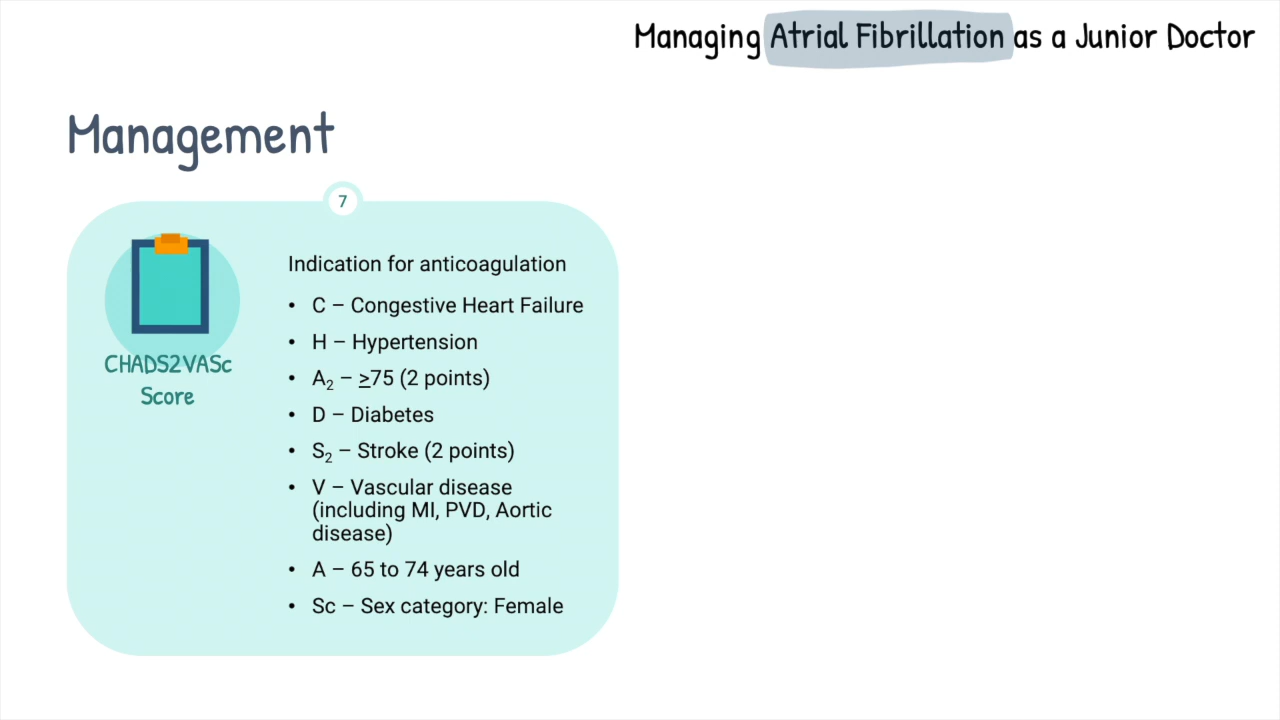 Managing Atrial Fibrillation as a Junior Doctor
Management
7
CHADS2VASc
Score
Indication for anticoagulation
• C – Congestive Heart Failure
• H – Hypertension
• A₂ – ≥75 (2 points)
• D – Diabetes
• S₂ – Stroke (2 points)
• V – Vascular disease
(including MI, PVD, Aortic
disease)
• A – 65 to 74 years old
• Sc – Sex category: Female